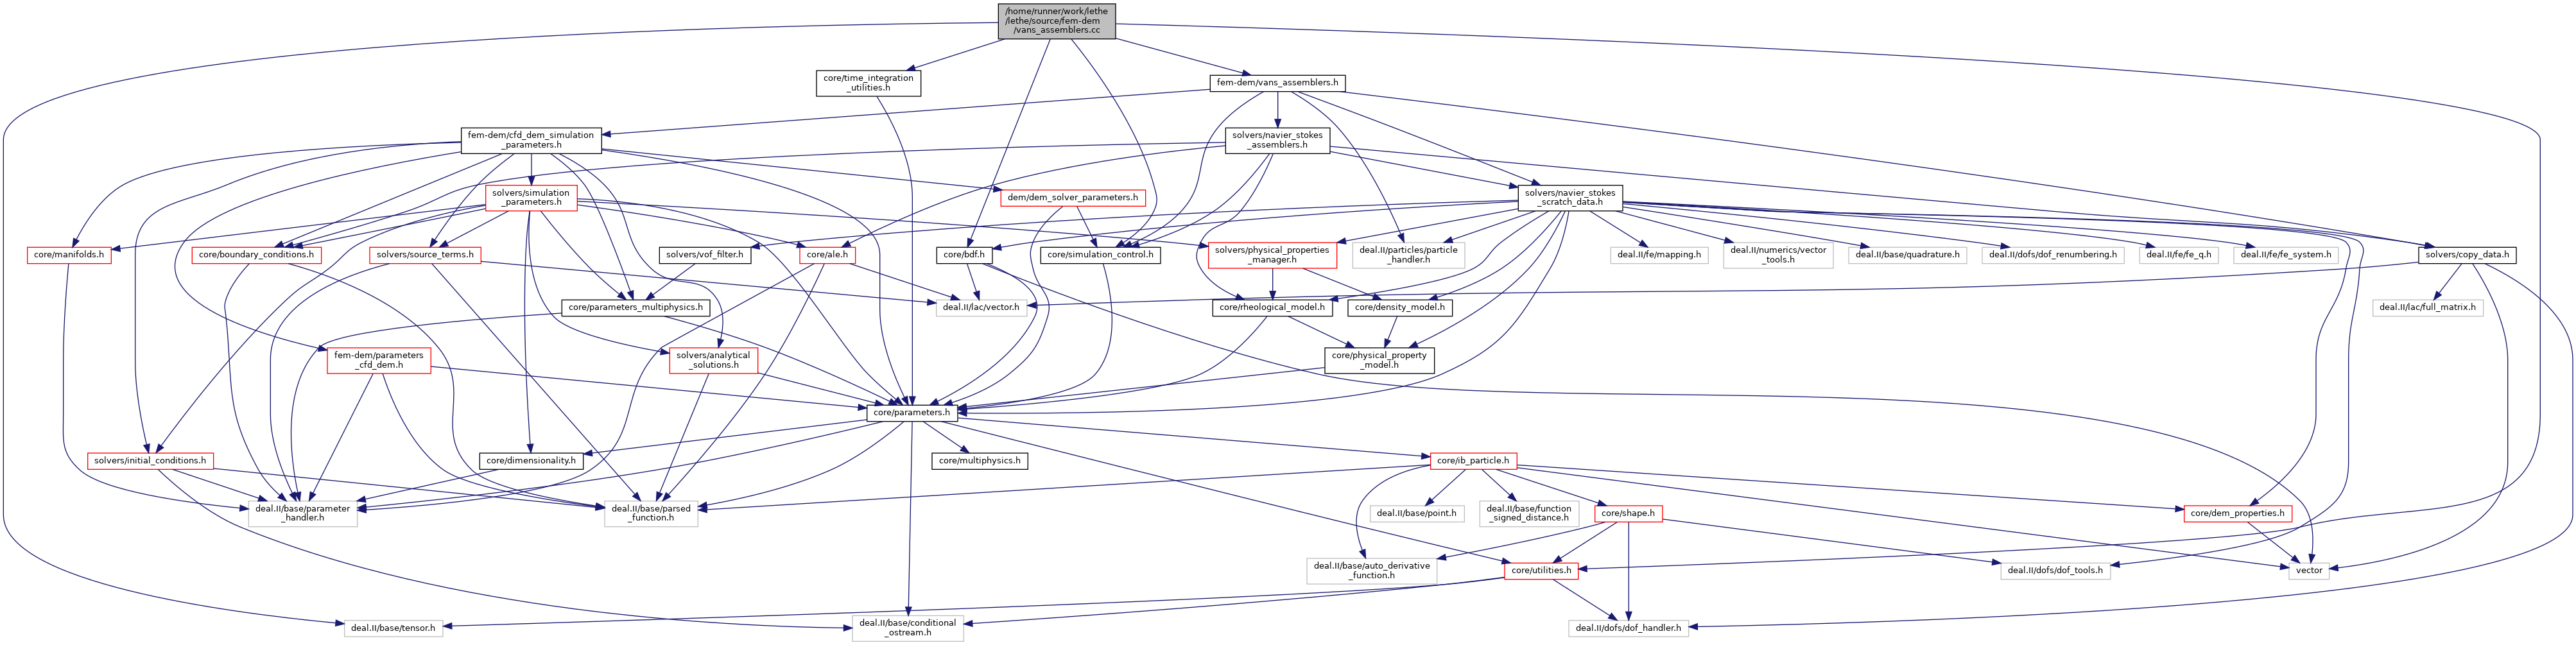 /home/runner/work/lethe
/lethe/source/fem-dem
/vans_assemblers.cc
core/time_integration
_utilities.h
fem-dem/vans_assemblers.h
fem-dem/cfd_dem_simulation
_parameters.h
solvers/navier_stokes
_assemblers.h
solvers/simulation
_parameters.h
dem/dem_solver_parameters.h
solvers/navier_stokes
_scratch_data.h
core/manifolds.h
core/boundary_conditions.h
solvers/source_terms.h
solvers/vof_filter.h
core/ale.h
core/bdf.h
core/simulation_control.h
solvers/physical_properties
_manager.h
deal.II/particles/particle
_handler.h
deal.II/fe/mapping.h
deal.II/numerics/vector
_tools.h
deal.II/base/quadrature.h
deal.II/dofs/dof_renumbering.h
deal.II/fe/fe_q.h
deal.II/fe/fe_system.h
solvers/copy_data.h
core/parameters_multiphysics.h
deal.II/lac/vector.h
core/rheological_model.h
core/density_model.h
deal.II/lac/full_matrix.h
fem-dem/parameters
_cfd_dem.h
solvers/analytical
_solutions.h
core/physical_property
_model.h
core/parameters.h
solvers/initial_conditions.h
core/dimensionality.h
core/multiphysics.h
core/ib_particle.h
deal.II/base/parameter
_handler.h
deal.II/base/parsed
_function.h
deal.II/base/point.h
deal.II/base/function
_signed_distance.h
core/shape.h
core/dem_properties.h
deal.II/base/auto_derivative
_function.h
core/utilities.h
deal.II/dofs/dof_tools.h
vector
deal.II/base/tensor.h
deal.II/base/conditional
_ostream.h
deal.II/dofs/dof_handler.h